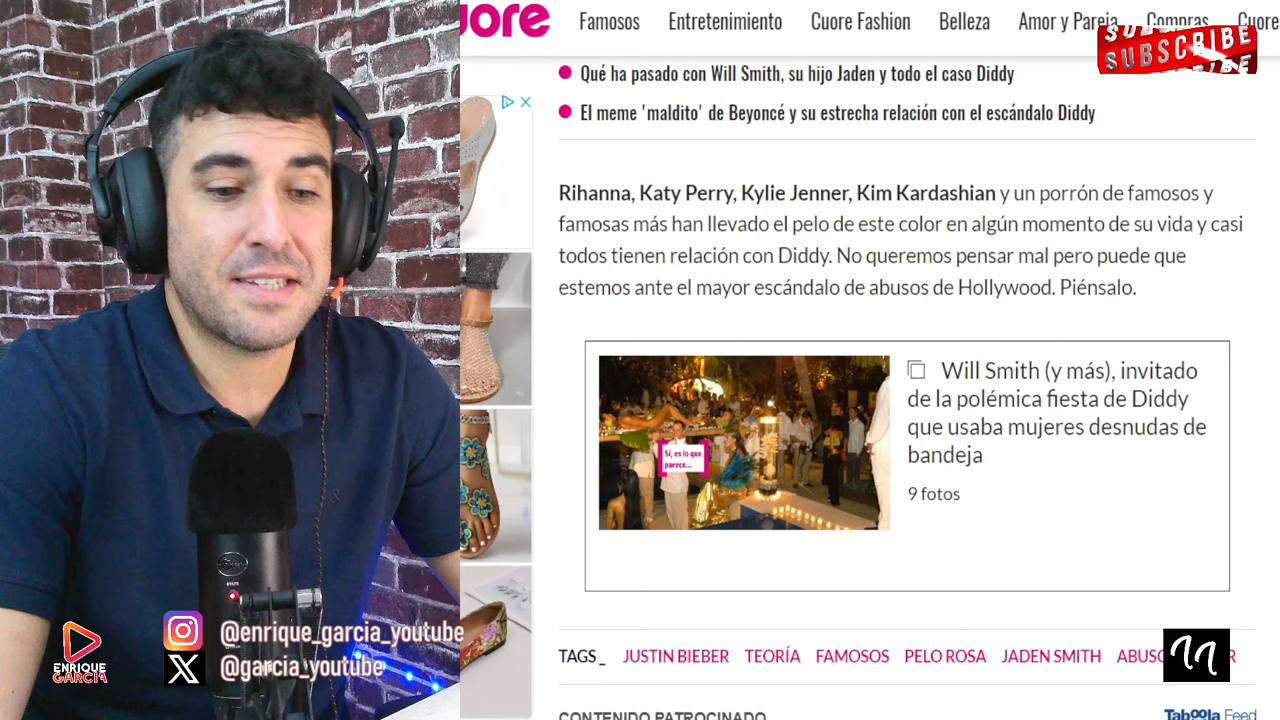 cuore
Famosos Entretenimiento Cuore Fashion Belleza Amor y Pareja Compras Cuore
SUBSCRIBE
Qué ha pasado con Will Smith, su hijo Jaden y todo el caso Diddy
El meme 'maldito' de Beyoncé y su estrecha relación con el escándalo Diddy
Rihanna, Katy Perry, Kylie Jenner, Kim Kardashian y un porrón de famosos y
famosas más han llevado el pelo de este color en algún momento de su vida y casi
todos tienen relación con Diddy. No queremos pensar mal pero puede que
estemos ante el mayor escándalo de abusos de Hollywood. Piénsalo.
Sí, es lo que
parece...
Will Smith (y más), invitado
de la polémica fiesta de Diddy
que usaba mujeres desnudas de
bandeja
9 fotos
@enrique_garcia_youtube
@garcia_youtube
ENRIQUE
GARCIA
TAGS_ JUSTIN BIEBER TEORÍA FAMOSOS PELO ROSA JADEN SMITH
CONTENIDO PATROCINADO
Taboola Feed